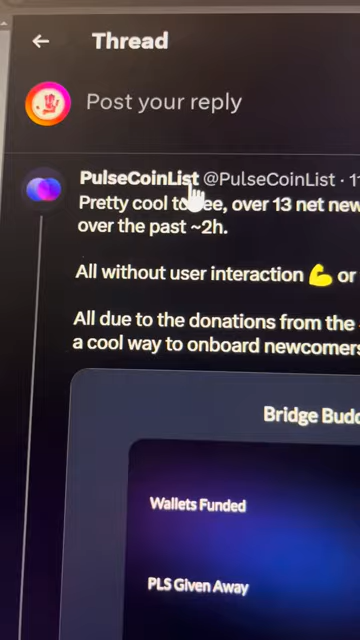 Thread
Post your reply
PulseCoinList @PulseCoinList ·
Pretty cool to see, over 13 net new
over the past ~2h.
All without user interaction 💪 or
All due to the donations from the
a cool way to onboard newcomers
Bridge
Wallets Funded
PLS Given Away